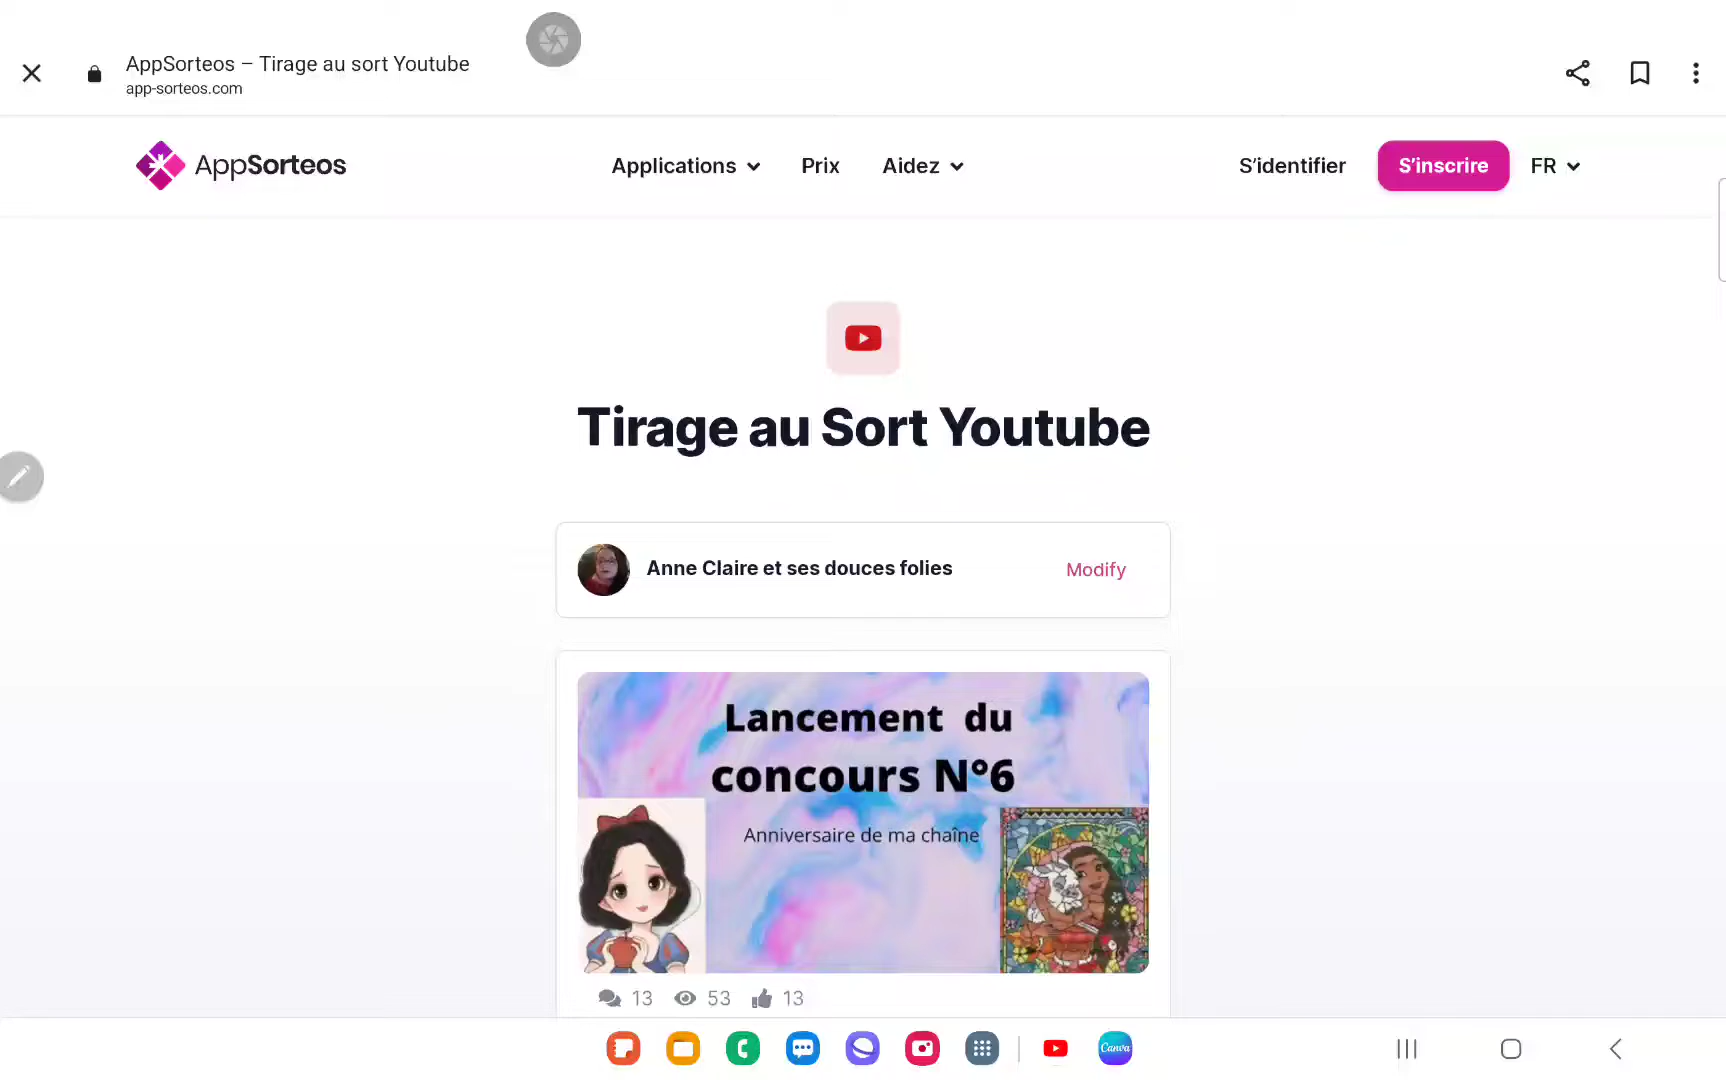 AppSorteos – Tirage au sort Youtube
app-sorteos.com
AppSorteos
Applications
Prix
Aidez
S'identifier
S'inscrire
FR
Tirage au Sort Youtube
Anne Claire et ses douces folies
Modify
Lancement du
concours N°6
Anniversaire de ma chaîne
13
53
13
Canva